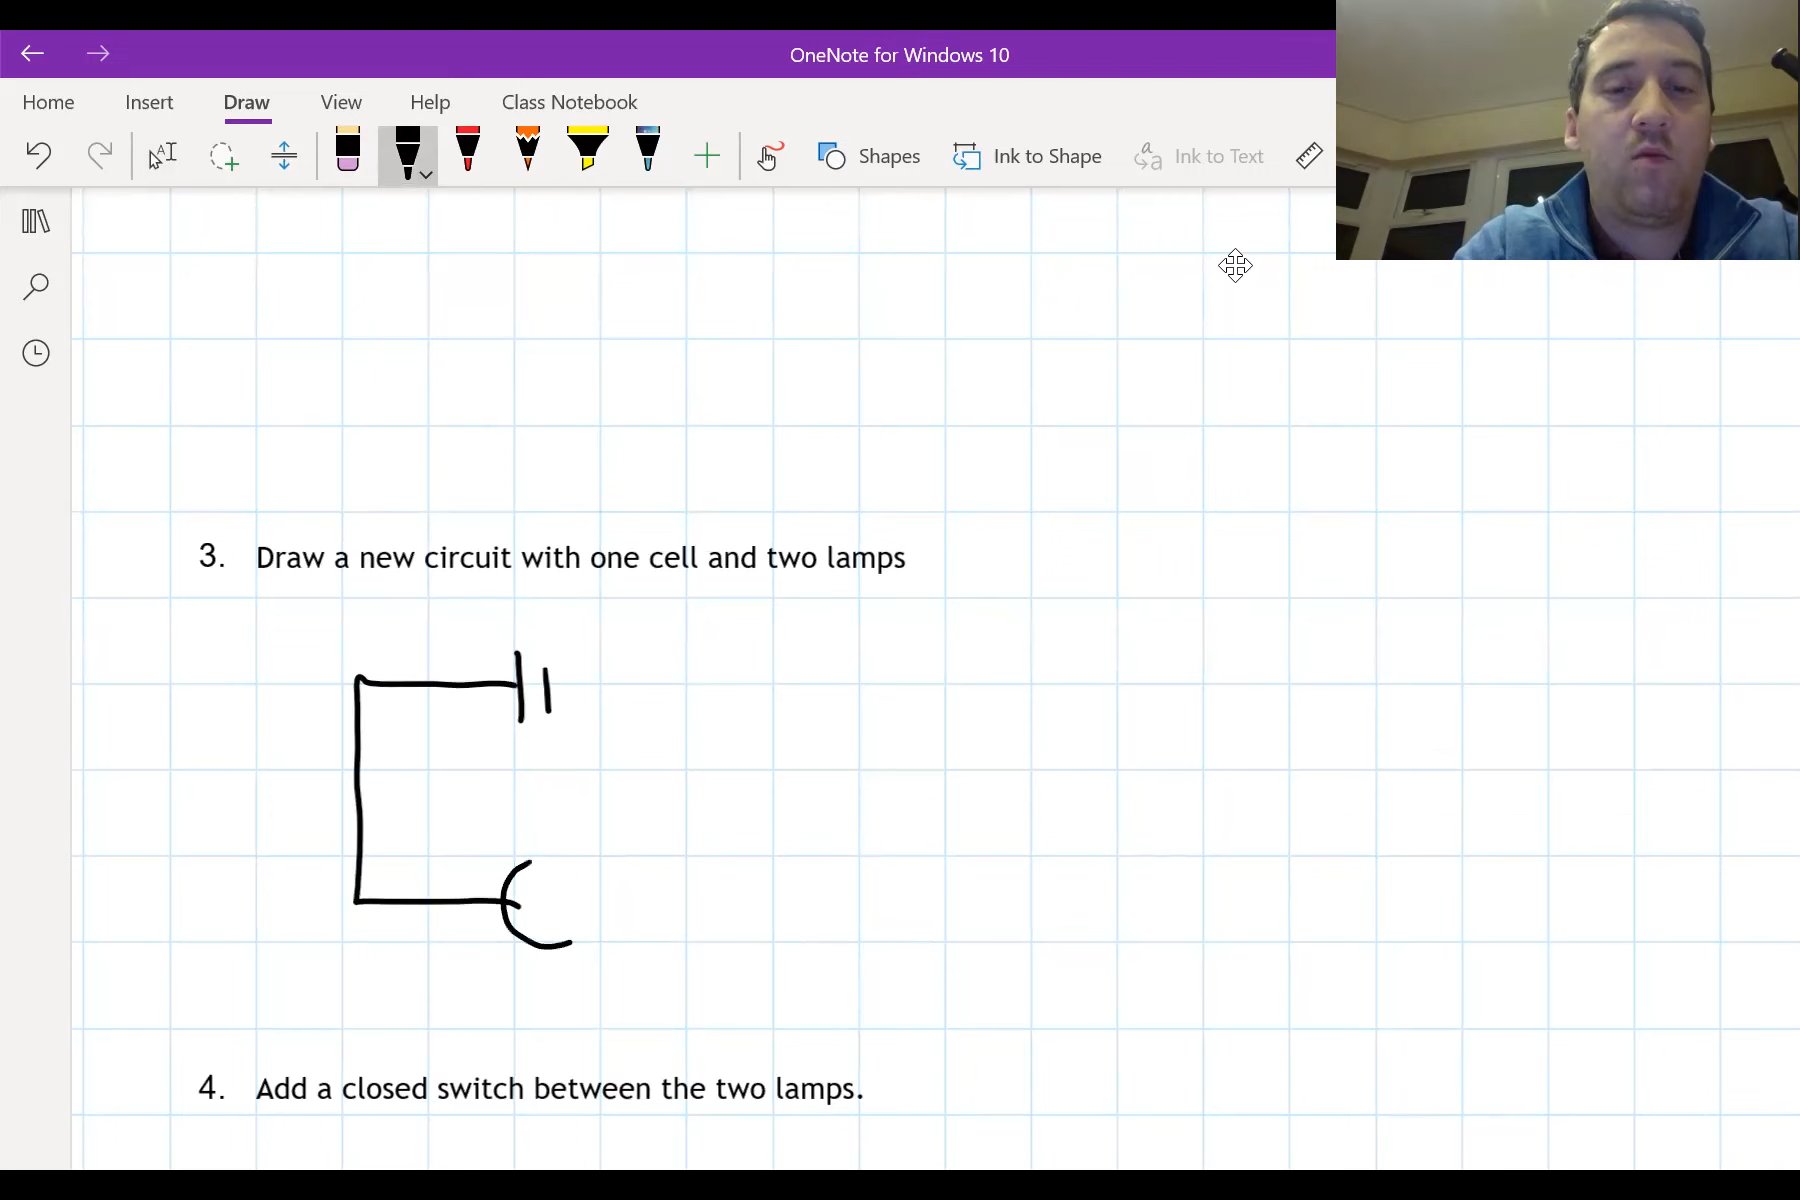 OneNote for Windows 10
Home Insert Draw View Help Class Notebook
Shapes Ink to Shape Ink to Text
3. Draw a new circuit with one cell and two lamps
4. Add a closed switch between the two lamps.